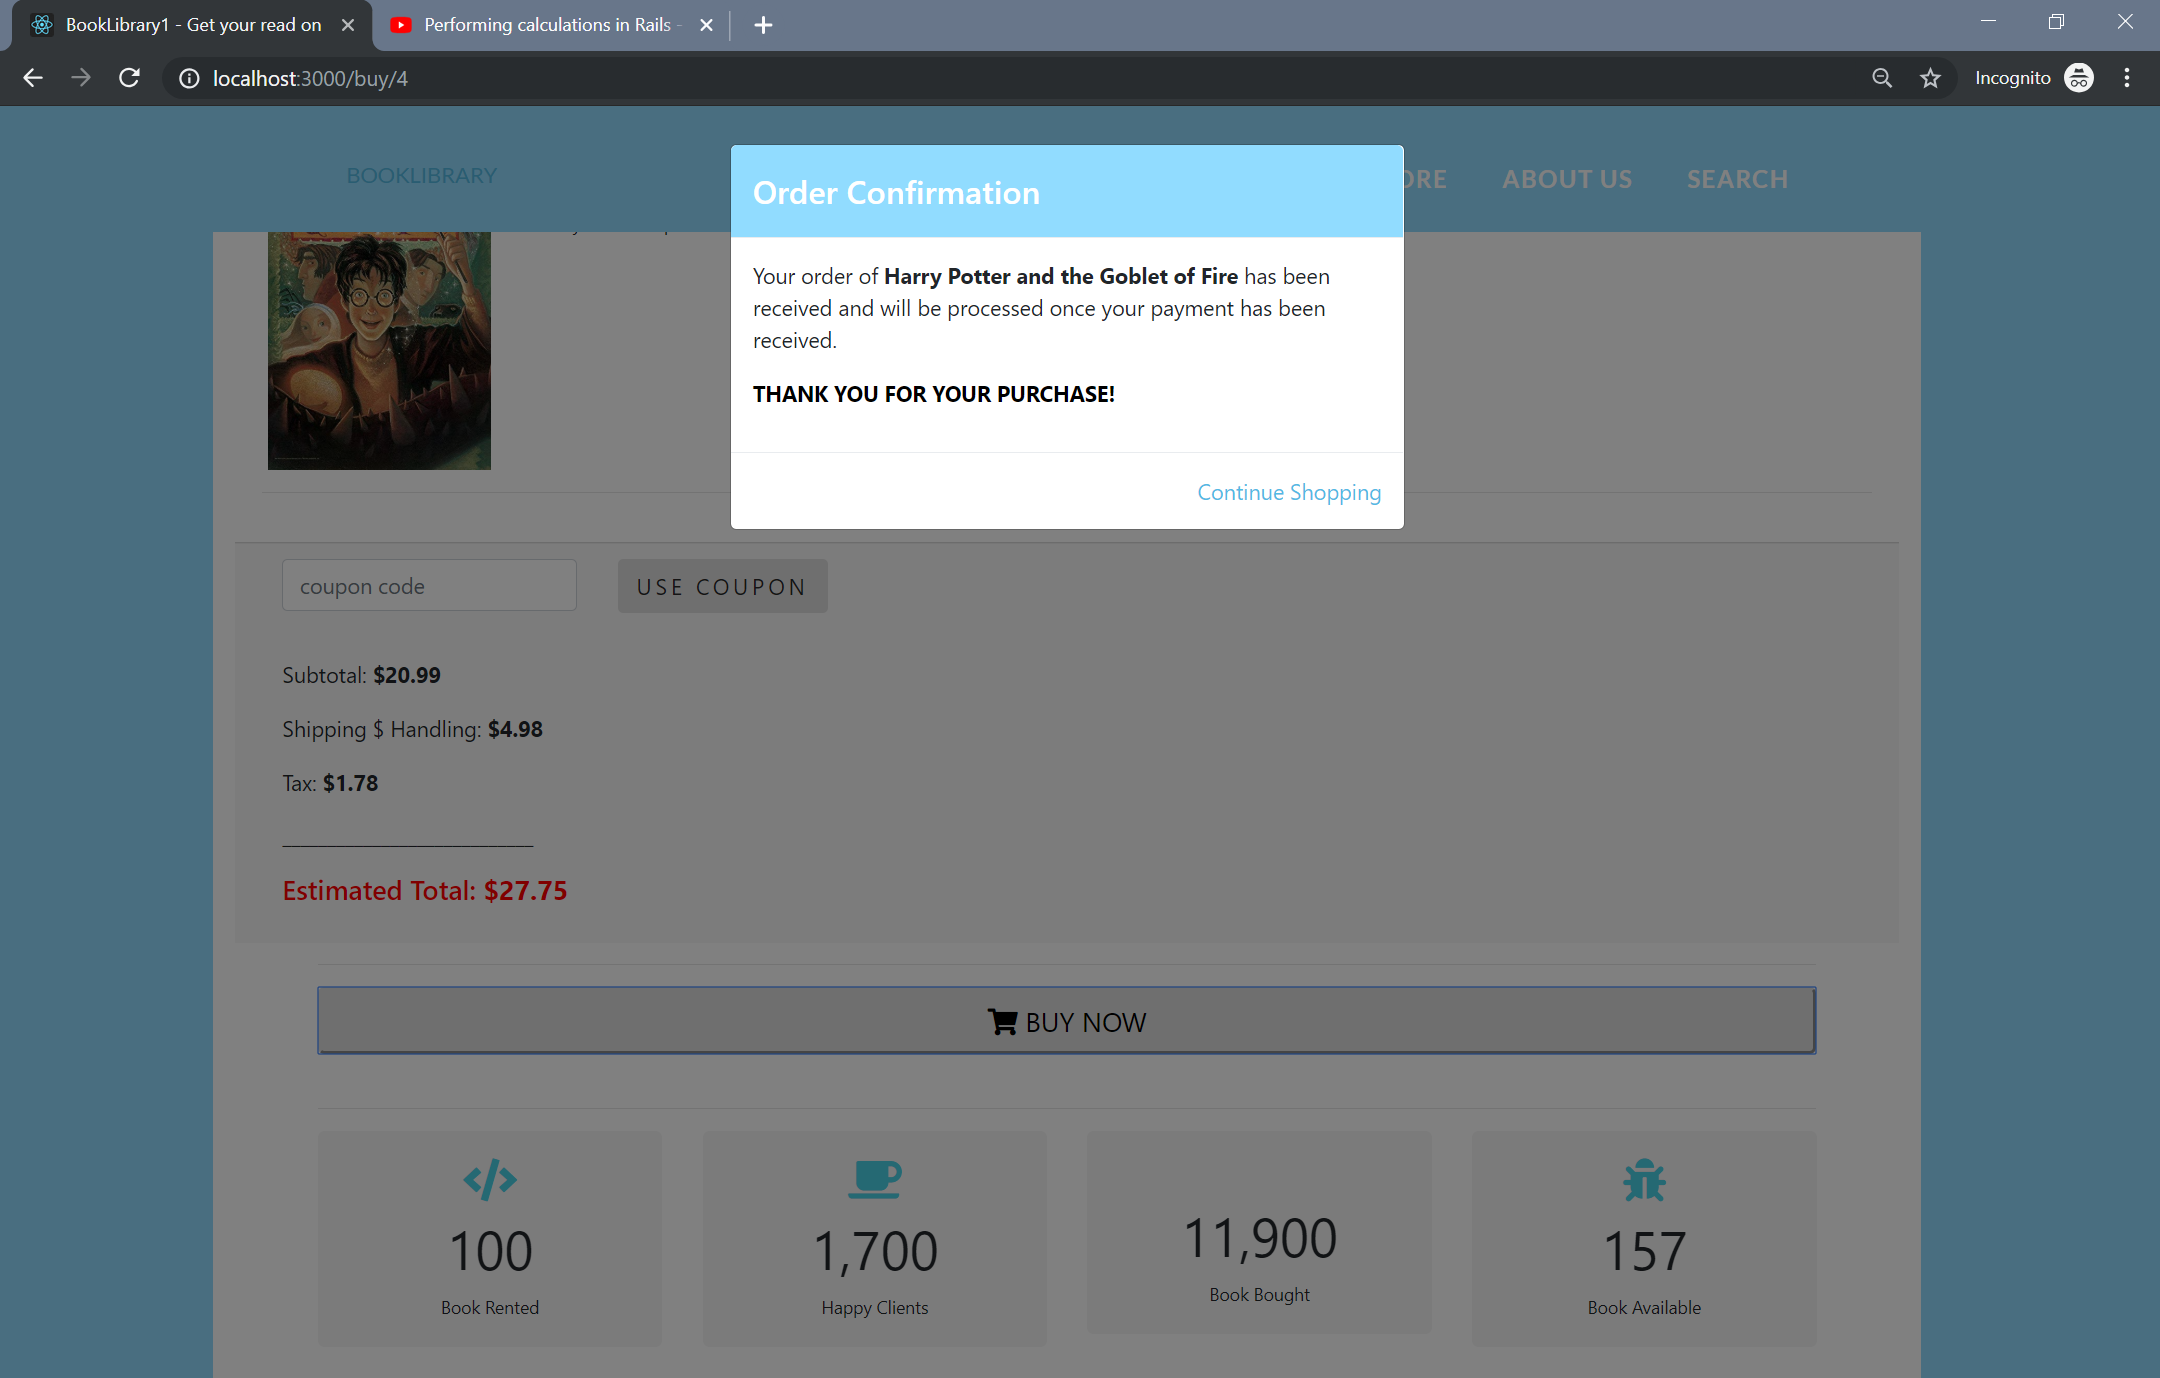 BookLibrary1 - Get your read on
Performing calculations in Rails -
localhost:3000/buy/4
Incognito
BOOKLIBRARY
ORE
ABOUT US
SEARCH
Order Confirmation
Your order of Harry Potter and the Goblet of Fire has been
received and will be processed once your payment has been
received.
THANK YOU FOR YOUR PURCHASE!
Continue Shopping
coupon code
USE COUPON
Subtotal: $20.99
Shipping $ Handling: $4.98
Tax: $1.78
Estimated Total: $27.75
BUY NOW
100
Book Rented
1,700
Happy Clients
11,900
Book Bought
157
Book Available